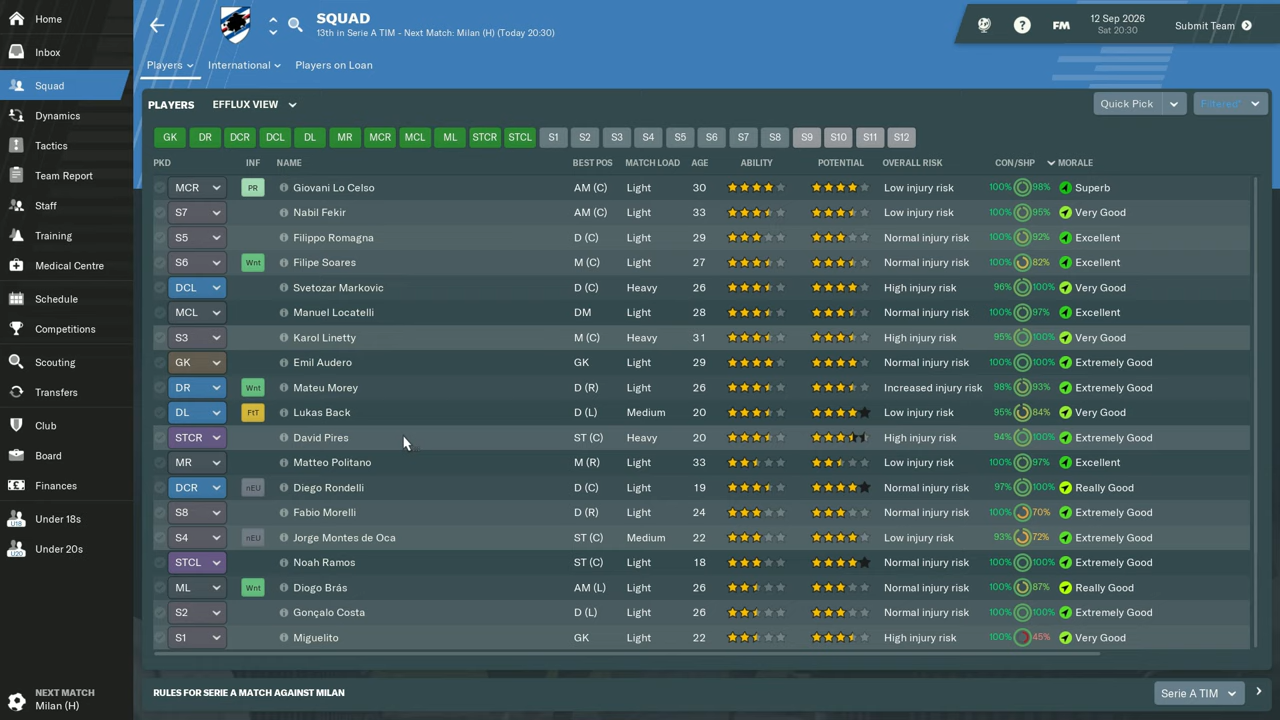 Home
Inbox
Squad
Dynamics
Tactics
Team Report
Staff
Training
Medical Centre
Schedule
Competitions
Scouting
Transfers
Club
Board
Finances
U18 Under 18s
U20 Under 20s
NEXT MATCH
Milan (H)
SQUAD
13th in Serie A TIM - Next Match: Milan (H) (Today 20:30)
? FM 12 Sep 2026
Sat 20:30
Submit Team
Players International Players on Loan
PLAYERS EFFLUX VIEW Quick Pick Filtered
GK DR DCR DCL DL MR MCR MCL ML STCR STCL S1 S2 S3 S4 S5 S6 S7 S8 S9 S10 S11 S12
PKD INF NAME BEST POS MATCH LOAD AGE ABILITY POTENTIAL OVERALL RISK CON/SHP MORALE
MCR PR Giovani Lo Celso AM (C) Light 30 Low injury risk 100% 98% Superb
S7 Nabil Fekir AM (C) Light 33 Low injury risk 100% 95% Very Good
S5 Filippo Romagna D (C) Light 29 Normal injury risk 100% 92% Excellent
S6 Wnt Filipe Soares M (C) Light 27 Normal injury risk 100% 82% Excellent
DCL Svetozar Markovic D (C) Heavy 26 High injury risk 96% 100% Very Good
MCL Manuel Locatelli DM Light 28 Normal injury risk 100% 97% Excellent
S3 Karol Linetty M (C) Heavy 31 High injury risk 95% 100% Very Good
GK Emil Audero GK Light 29 Normal injury risk 100% 100% Extremely Good
DR Wnt Mateu Morey D (R) Light 26 Increased injury risk 98% 93% Extremely Good
DL FtT Lukas Back D (L) Medium 20 Low injury risk 95% 84% Very Good
STCR David Pires ST (C) Heavy 20 High injury risk 94% 100% Extremely Good
MR Matteo Politano M (R) Light 33 Low injury risk 100% 97% Excellent
DCR nEU Diego Rondelli D (C) Light 19 Normal injury risk 97% 100% Really Good
S8 Fabio Morelli D (R) Light 24 Normal injury risk 100% 70% Extremely Good
S4 nEU Jorge Montes de Oca ST (C) Medium 22 Low injury risk 93% 72% Extremely Good
STCL Noah Ramos ST (C) Light 18 Normal injury risk 100% 100% Extremely Good
ML Wnt Diogo Brás AM (L) Light 26 Normal injury risk 100% 87% Really Good
S2 Gonçalo Costa D (L) Light 26 Normal injury risk 100% 100% Extremely Good
S1 Miguelito GK Light 22 High injury risk 100% 45% Very Good
RULES FOR SERIE A MATCH AGAINST MILAN Serie A TIM